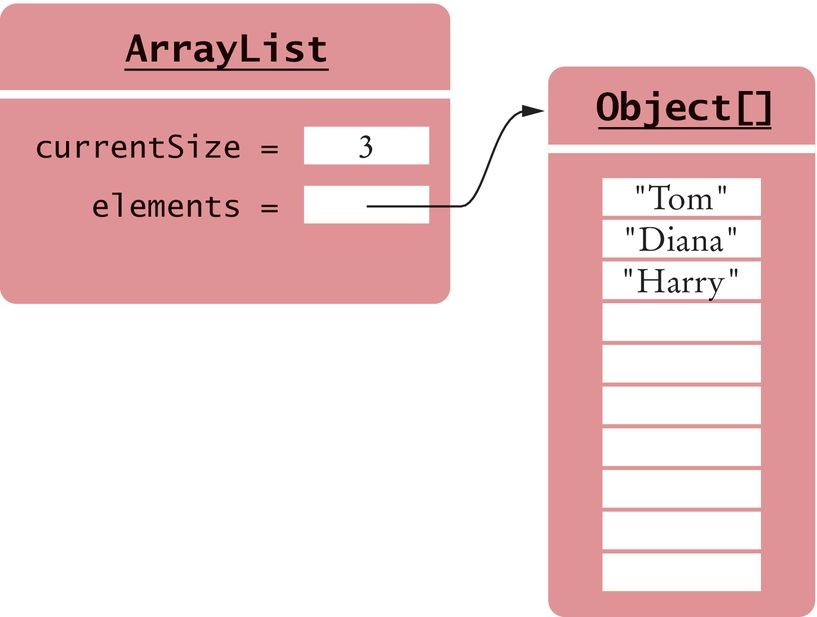 ArrayList
currentSize = 3
elements =
Object[]
"Tom"
"Diana"
"Harry"